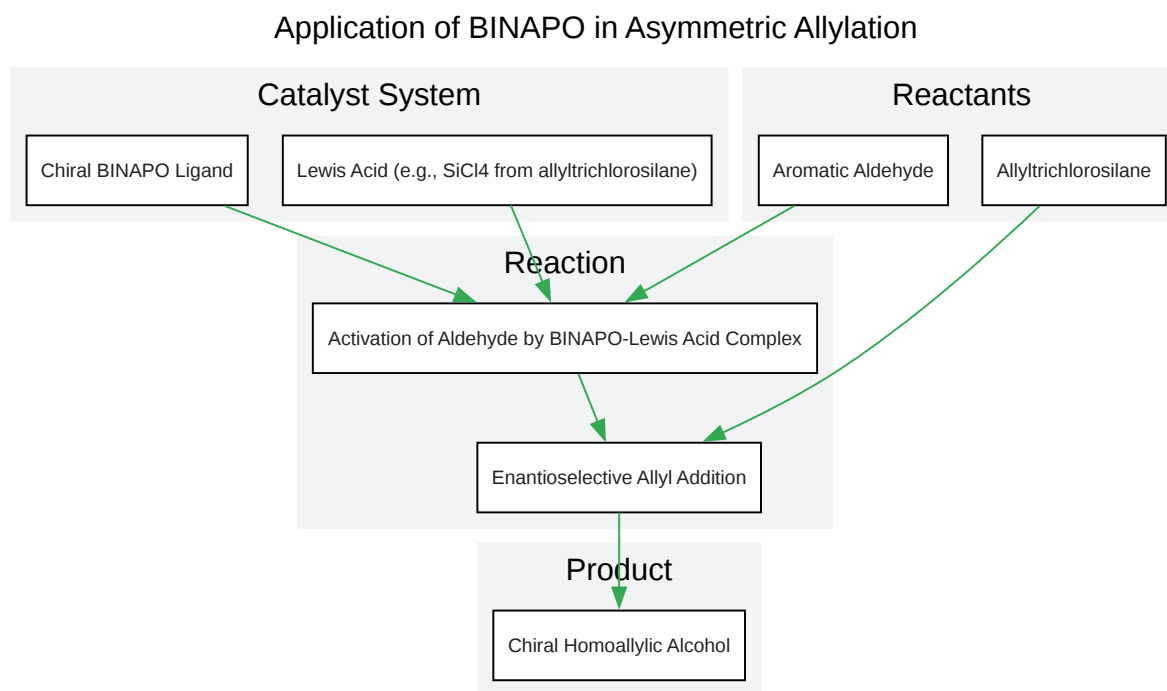 Application of BINAPO in Asymmetric Allylation
Catalyst System
Reactants
Chiral BINAPO Ligand
Lewis Acid (e.g., SiCl4 from allyltrichlorosilane)
Aromatic Aldehyde
Allyltrichlorosilane
Reaction
Activation of Aldehyde by BINAPO-Lewis Acid Complex
Enantioselective Allyl Addition
Product
Chiral Homoallylic Alcohol